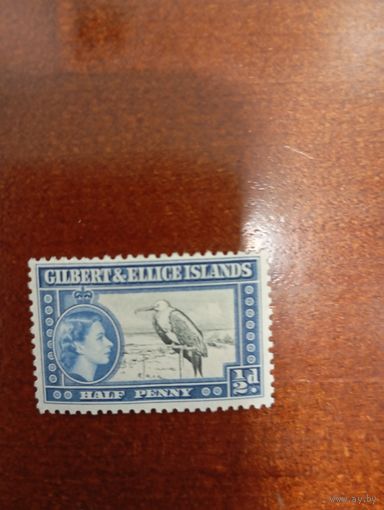 GILBERT & ELLICE ISLANDS
1/2d.
HALF PENNY
www.ay.by